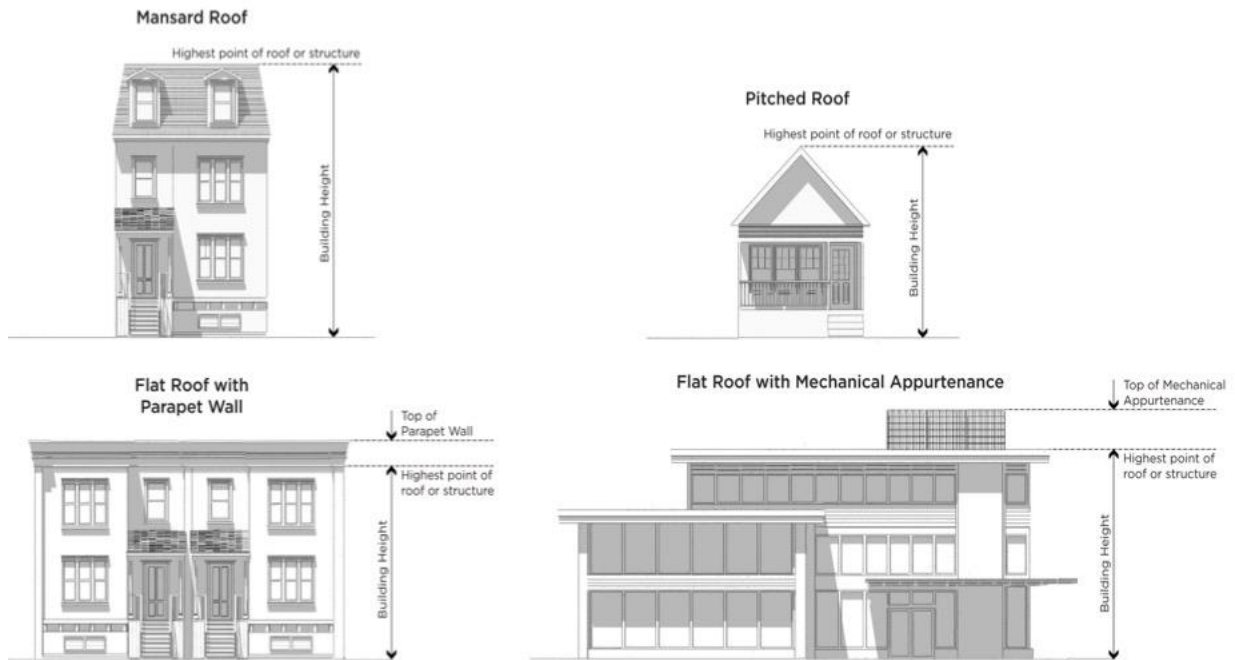 Mansard Roof
Highest point of roof or structure
Building Height
Pitched Roof
Highest point of roof or structure
Building Height
Flat Roof with
Parapet Wall
Top of
Parapet Wall
Highest point of
roof or structure
Building Height
Flat Roof with Mechanical Appurtenance
Top of Mechanical
Appurtenance
Highest point of
roof or structure
Building Height